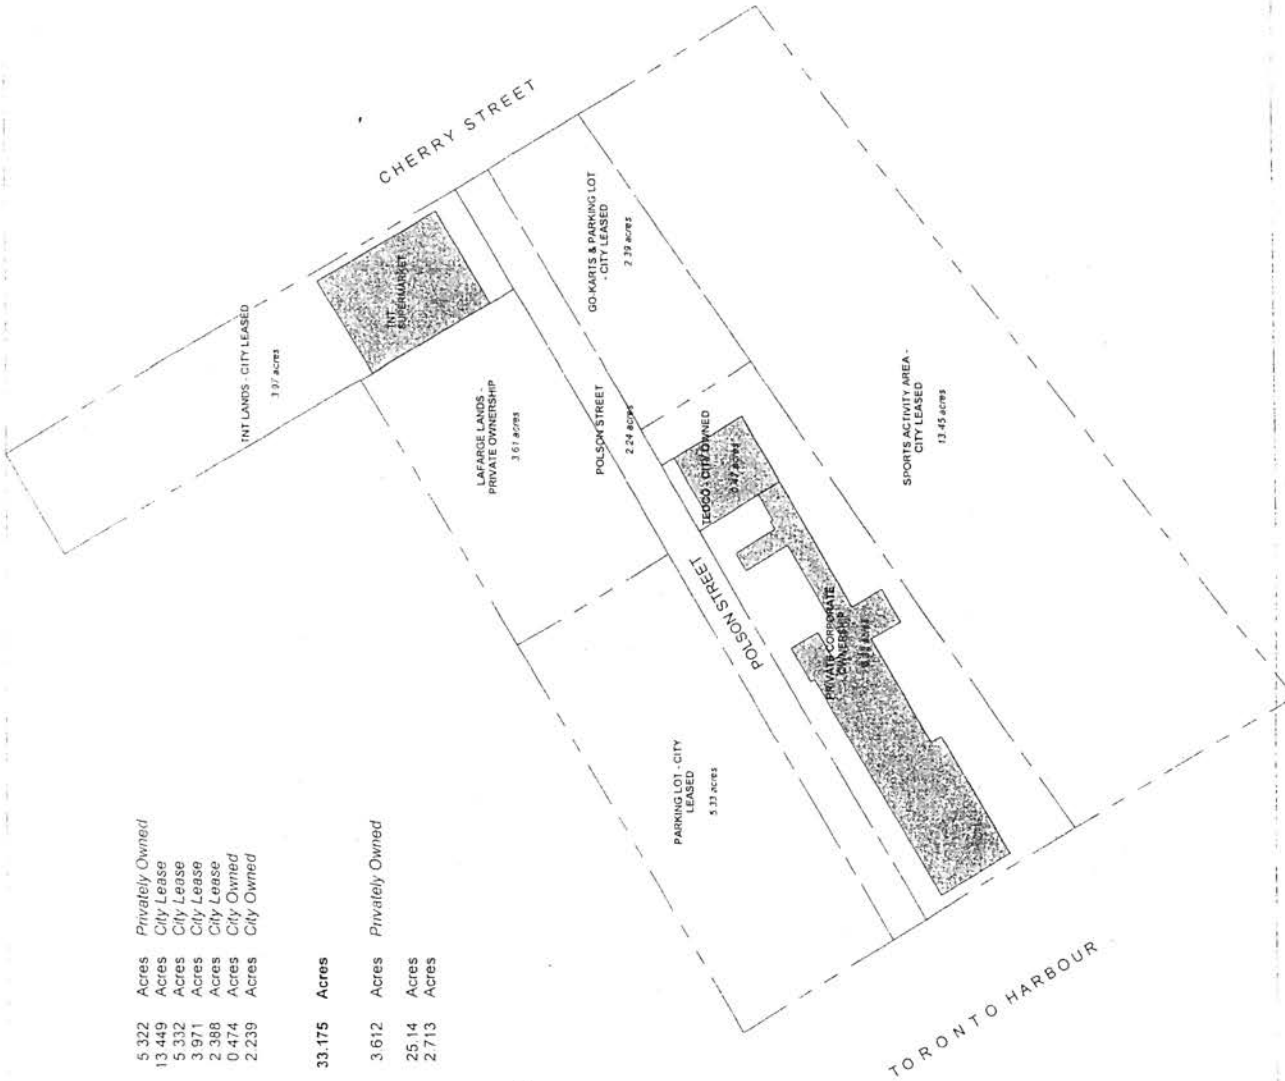 CHERRY STREET
TNT LANDS - CITY LEASED
3.97 acres
TNT
SUPERMARKET
GO-KARTS & PARKING LOT
- CITY LEASED
2.39 acres
LAFARGE LANDS -
PRIVATE OWNERSHIP
3.61 acres
POLSON STREET
2.24 acres
TEDCO - CITY OWNED
0.47 acres
SPORTS ACTIVITY AREA -
CITY LEASED
13.45 acres
POLSON STREET
PRIVATE CORPORATE
OWNERSHIP
PARKING LOT - CITY
LEASED
5.33 acres
TORONTO HARBOUR
5 322 Acres Privately Owned
13 449 Acres City Lease
5 332 Acres City Lease
3 971 Acres City Lease
2 388 Acres City Lease
0 474 Acres City Owned
2.239 Acres City Owned
33.175 Acres
3.612 Acres Privately Owned
25.14 Acres
2.713 Acres